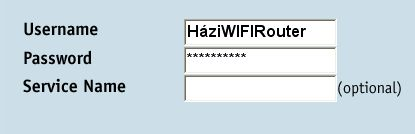 Username HáziWIFIRouter
Password **********
Service Name (optional)